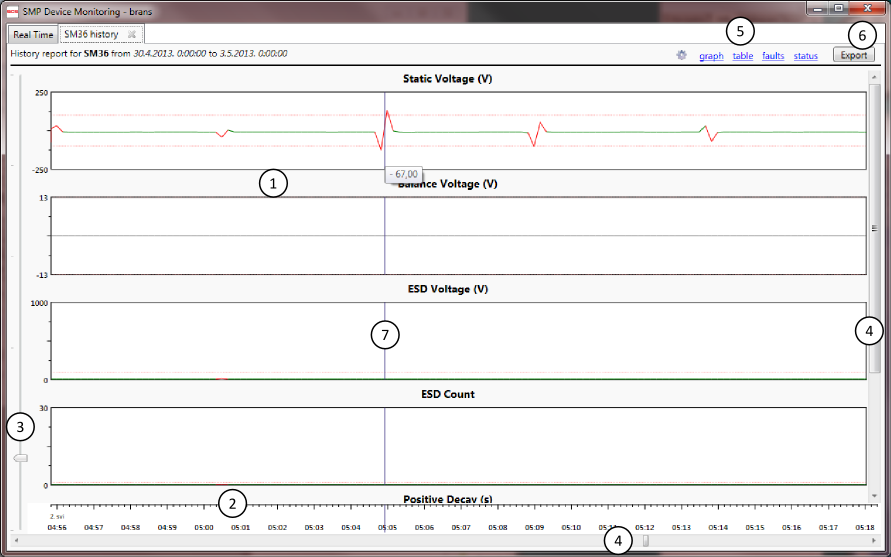 SMP Device Monitoring - brans
Real Time SM36 history
History report for SM36 from 30.4.2013. 0:00:00 to 3.5.2013. 0:00:00 graph table faults status Export
5
6
Static Voltage (V)
250
-250
- 67,00
1
Balance Voltage (V)
13
-13
ESD Voltage (V)
1000
7
4
0
ESD Count
30
3
0
2
Positive Decay (s)
2. svi
04:56 04:57 04:58 04:59 05:00 05:01 05:02 05:03 05:04 05:05 05:06 05:07 05:08 05:09 05:10 05:11 05:12 05:13 05:14 05:15 05:16 05:17 05:18
4